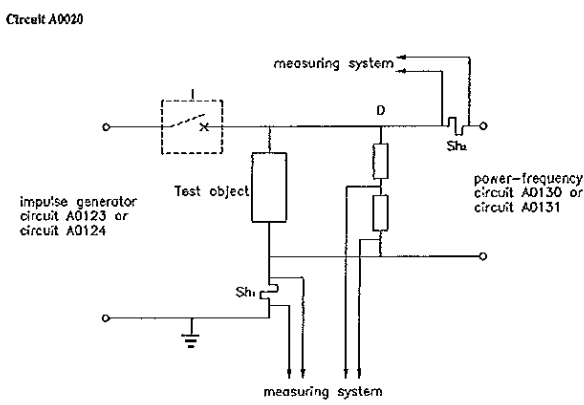 Circuit A0020
measuring system
D
Sh₂
Test object
power-frequency
circuit A0130 or
circuit A0131
impulse generator
circuit A0123 or
circuit A0124
Sh₁
measuring system